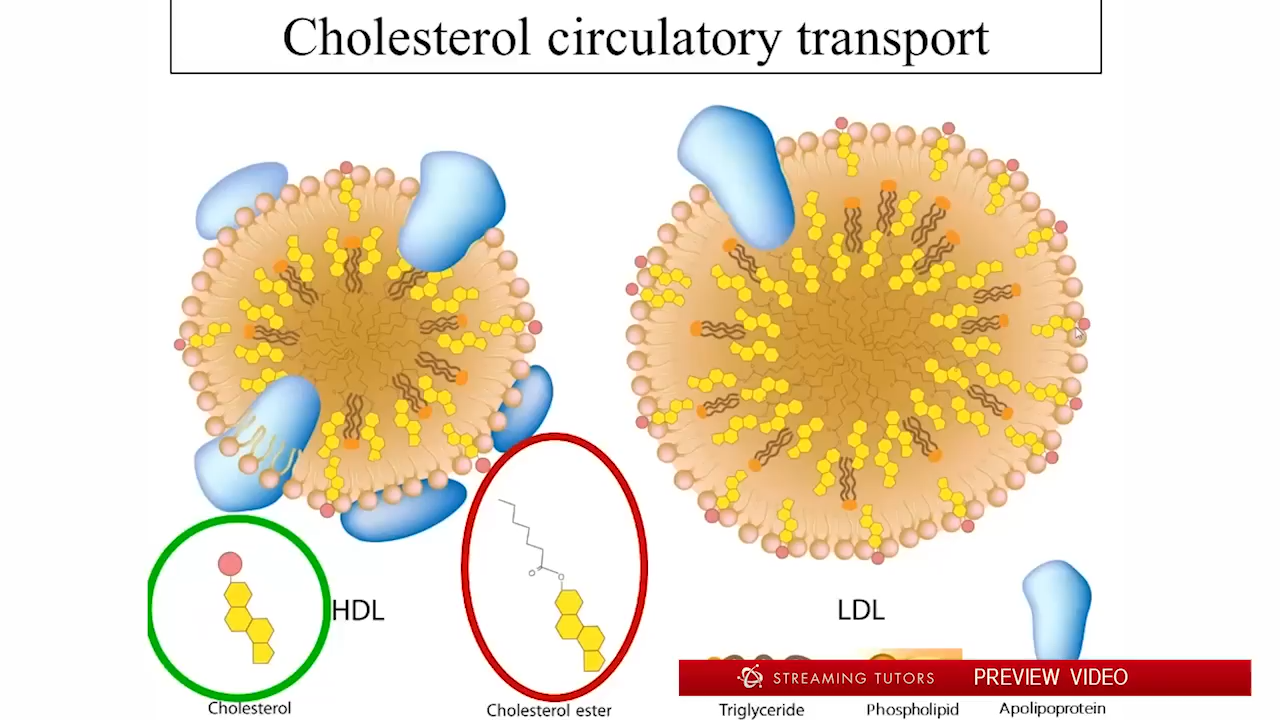 Cholesterol circulatory transport
HDL
LDL
STREAMING TUTORS PREVIEW VIDEO
Cholesterol
Cholesterol ester
Triglyceride
Phospholipid
Apolipoprotein